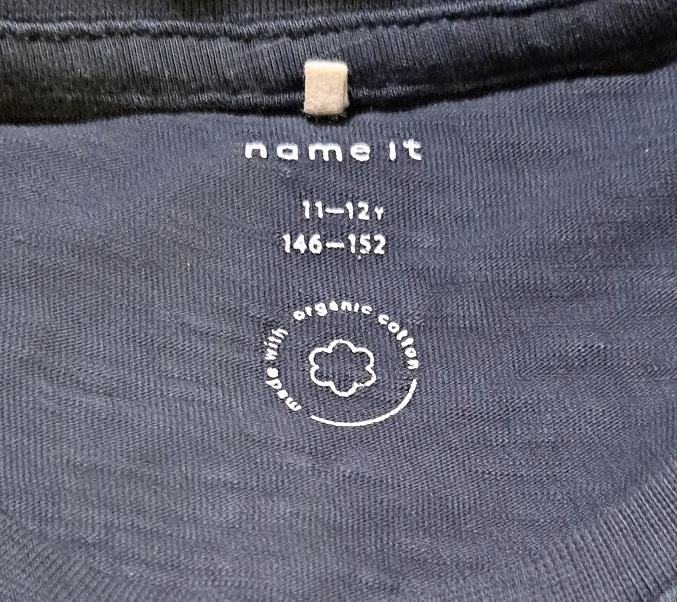 name it
11–12Y
146–152
made with organic cotton